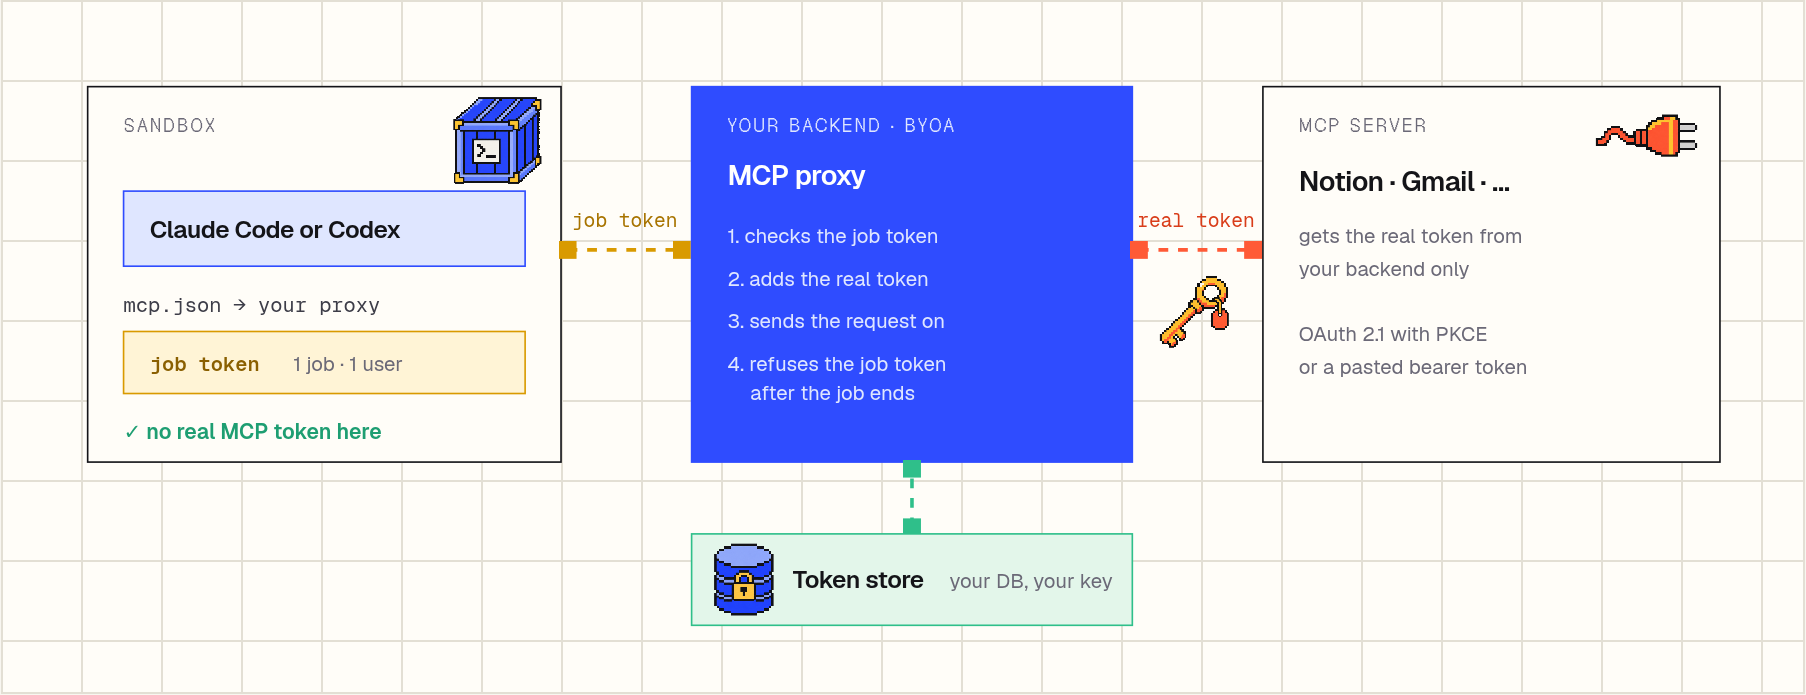 SANDBOX
>_
Claude Code or Codex
mcp.json → your proxy
job token 1 job · 1 user
✓ no real MCP token here
job token
YOUR BACKEND · BYOA
MCP proxy
1. checks the job token
2. adds the real token
3. sends the request on
4. refuses the job token
after the job ends
real token
MCP SERVER
Notion · Gmail · ...
gets the real token from
your backend only
OAuth 2.1 with PKCE
or a pasted bearer token
Token store your DB, your key